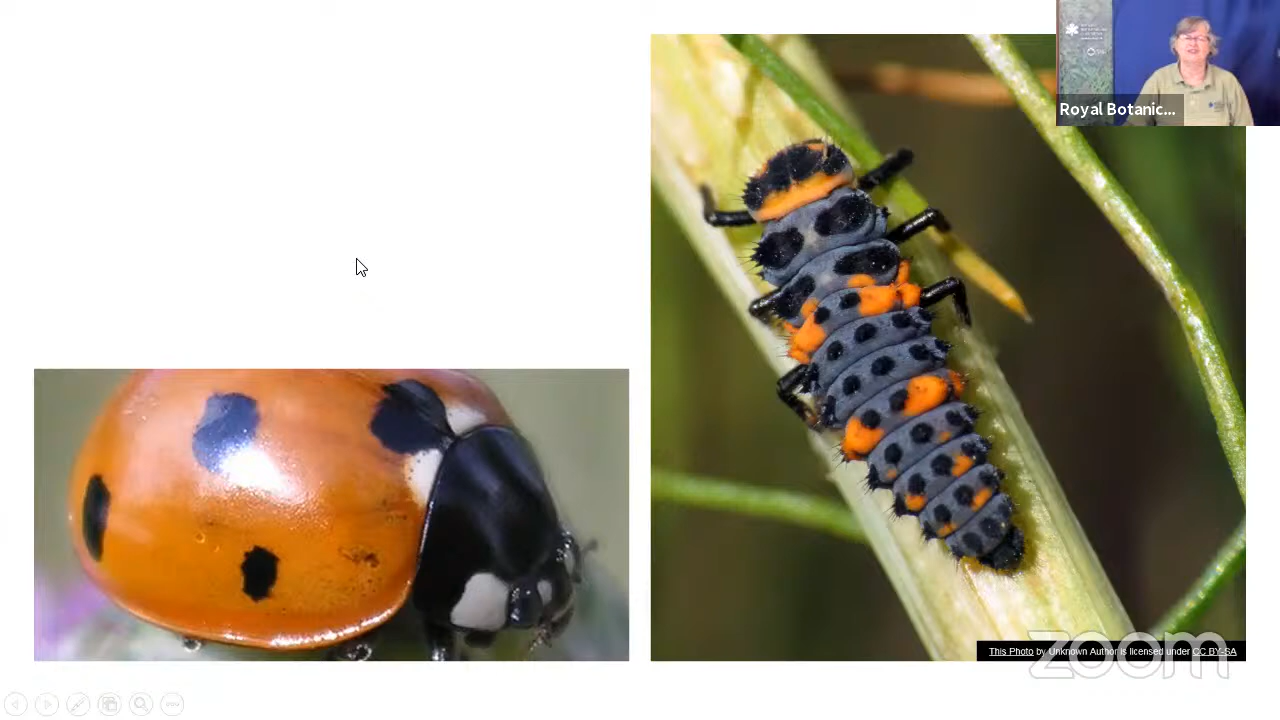 Royal Botanic...
This Photo by Unknown Author is licensed under CC BY-SA
zoom